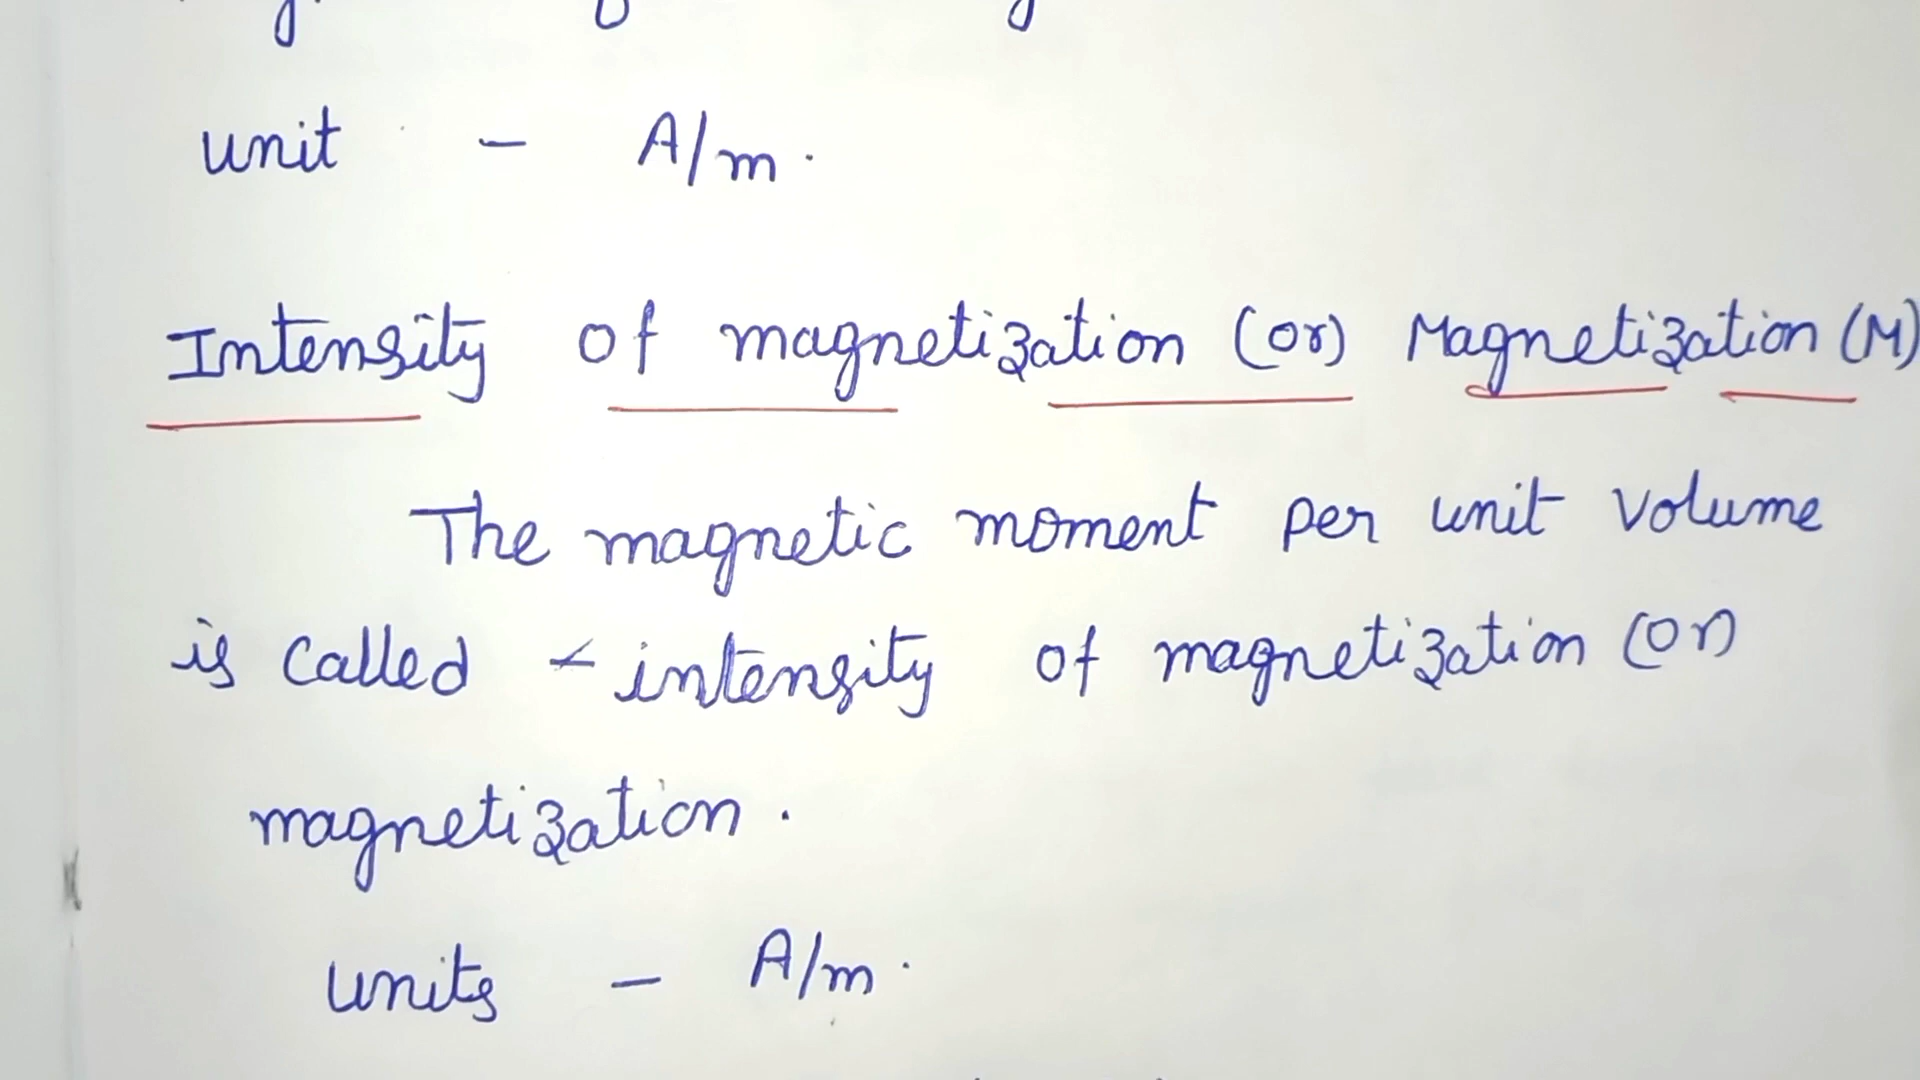 unit - A/m.
Intensity of magnetization (or) Magnetization (M)
The magnetic moment per unit volume
is called intensity of magnetization (or)
magnetization.
units - A/m.